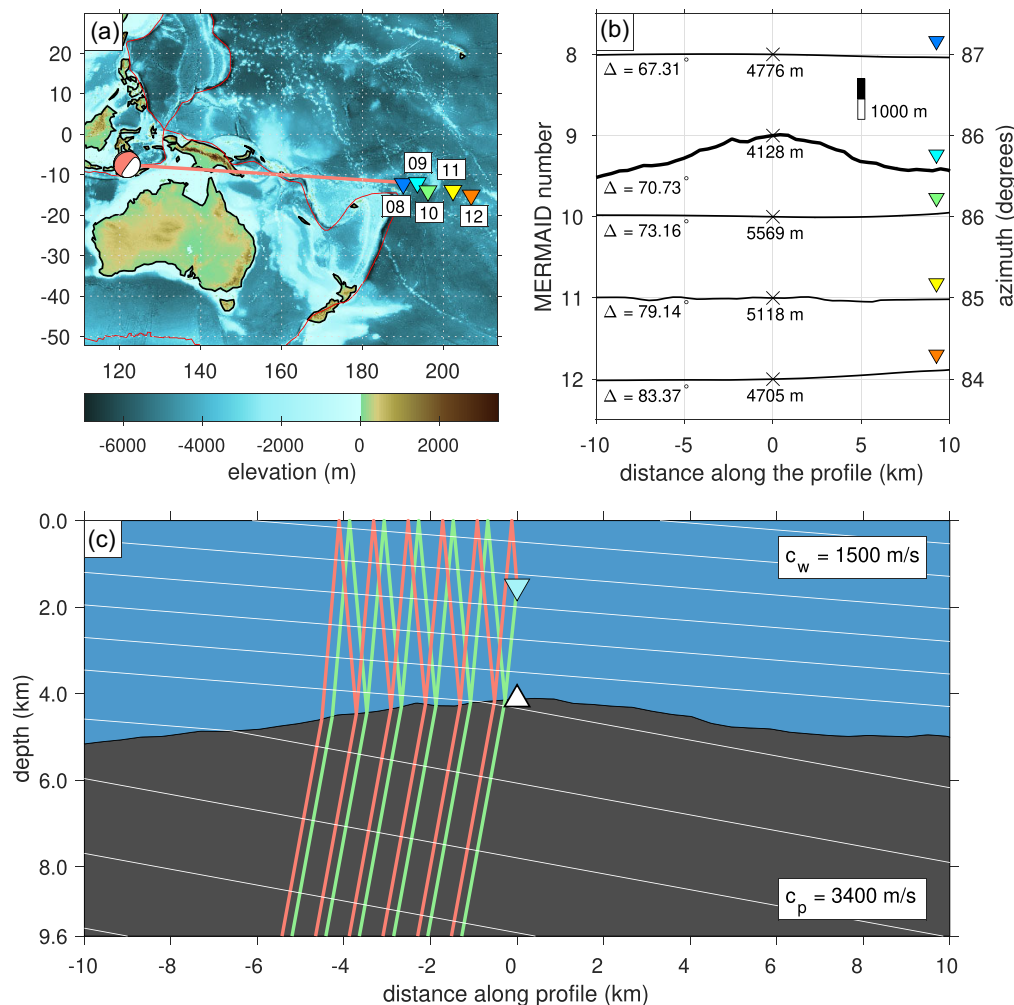 (a)
20
10
0
-10
-20
-30
-40
-50
09
11
08
10
12
120
140
160
180
200
-6000
-4000
-2000
0
2000
elevation (m)
(b)
MERMAID number
8
9
10
11
12
Δ = 67.31°
4776 m
1000 m
4128 m
Δ = 70.73°
Δ = 73.16°
5569 m
Δ = 79.14°
5118 m
Δ = 83.37°
4705 m
87
86
86
85
84
azimuth (degrees)
-10
-5
0
5
10
distance along the profile (km)
(c)
c_w = 1500 m/s
c_p = 3400 m/s
0.0
2.0
4.0
6.0
8.0
9.6
depth (km)
-10
-8
-6
-4
-2
0
2
4
6
8
10
distance along profile (km)